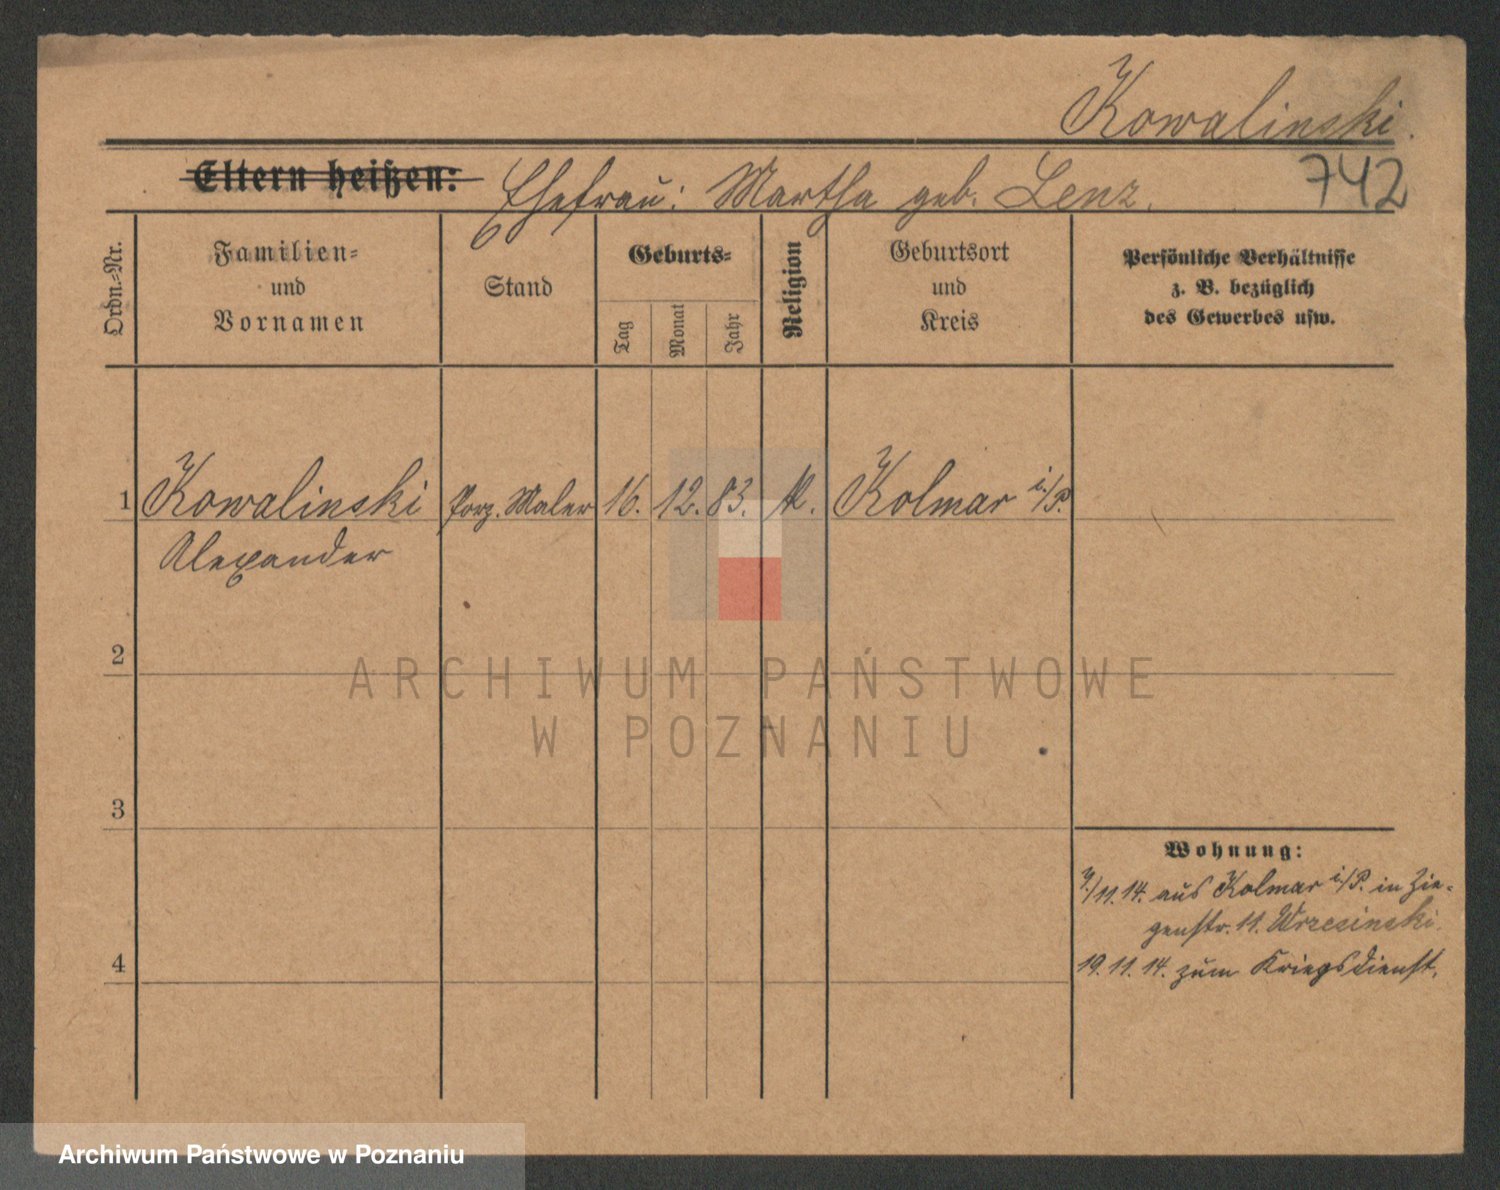 Kowalinski.
742
Eltern heißen: Ehefrau: Martha geb. Lenz.
Ordn.-Nr.
Familien-
und
Vornamen
Stand
Geburts-
Tag
Monat
Jahr
Religion
Geburtsort
und
Kreis
Persönliche Verhältnisse
z. B. bezüglich
des Gewerbes usw.
1 Kowalinski Porz. Maler 16. 12. 83. K. Kolmar i/P.
Alexander
2
ARCHIWUM PAŃSTWOWE
W POZNANIU
3
Wohnung:
/11. 14. aus Kolmar i/P. in Zie-
genstr. 11. Wrzesinski.
4
19. 11. 14. zum Kriegsdienst.
Archiwum Państwowe w Poznaniu